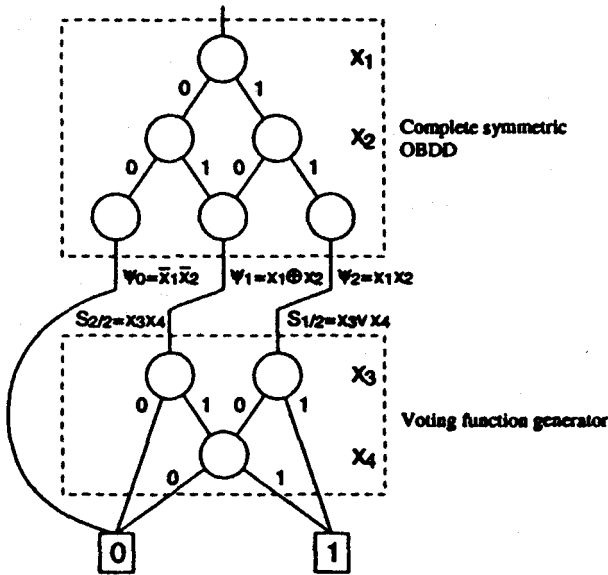 X1
0 1
X2
Complete symmetric
OBDD
0 1 0 1
Ψ0=x̄1x̄2 Ψ1=x1⊕x2 Ψ2=x1x2
S2/2=x3x4 S1/2=x3∨x4
X3
0 1 0 1
Voting function generator
X4
0 1
0 1